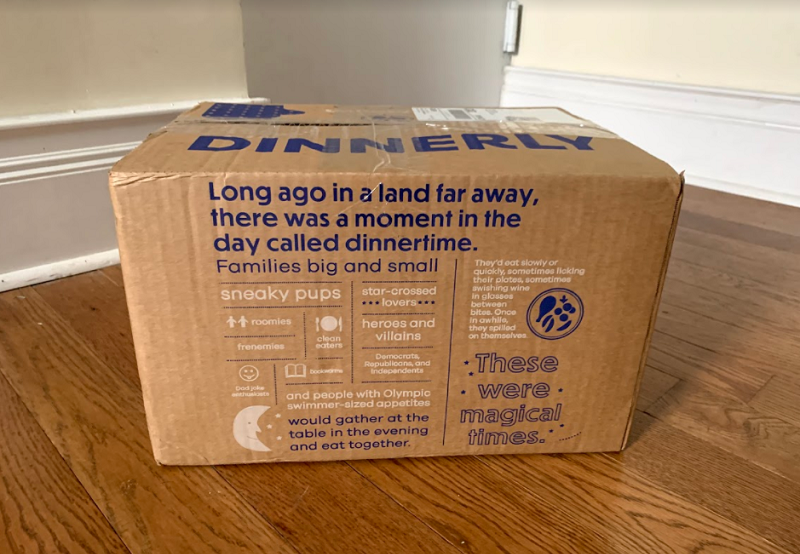 DINNERLY
Long ago in a land far away,
there was a moment in the
day called dinnertime.
Families big and small
sneaky pups
star-crossed
lovers
roomies
clean
eaters
heroes and
villains
frenemies
Dad joke
enthusiasts
bookworms
Democrats,
Republicans, and
Independents
and people with Olympic
swimmer-sized appetites
would gather at the
table in the evening
and eat together.
They'd eat slowly or
quickly, sometimes licking
their plates, sometimes
swishing wine
in glasses
between
bites. Once
in awhile,
they spilled
on themselves.
These
were
magical
times.